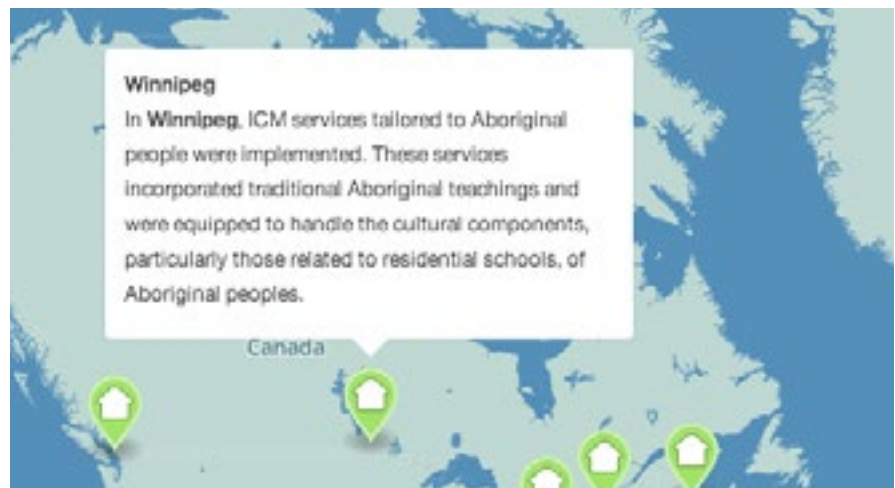 Winnipeg
In Winnipeg, ICM services tailored to Aboriginal
people were implemented. These services
incorporated traditional Aboriginal teachings and
were equipped to handle the cultural components,
particularly those related to residential schools, of
Aboriginal peoples.
Canada